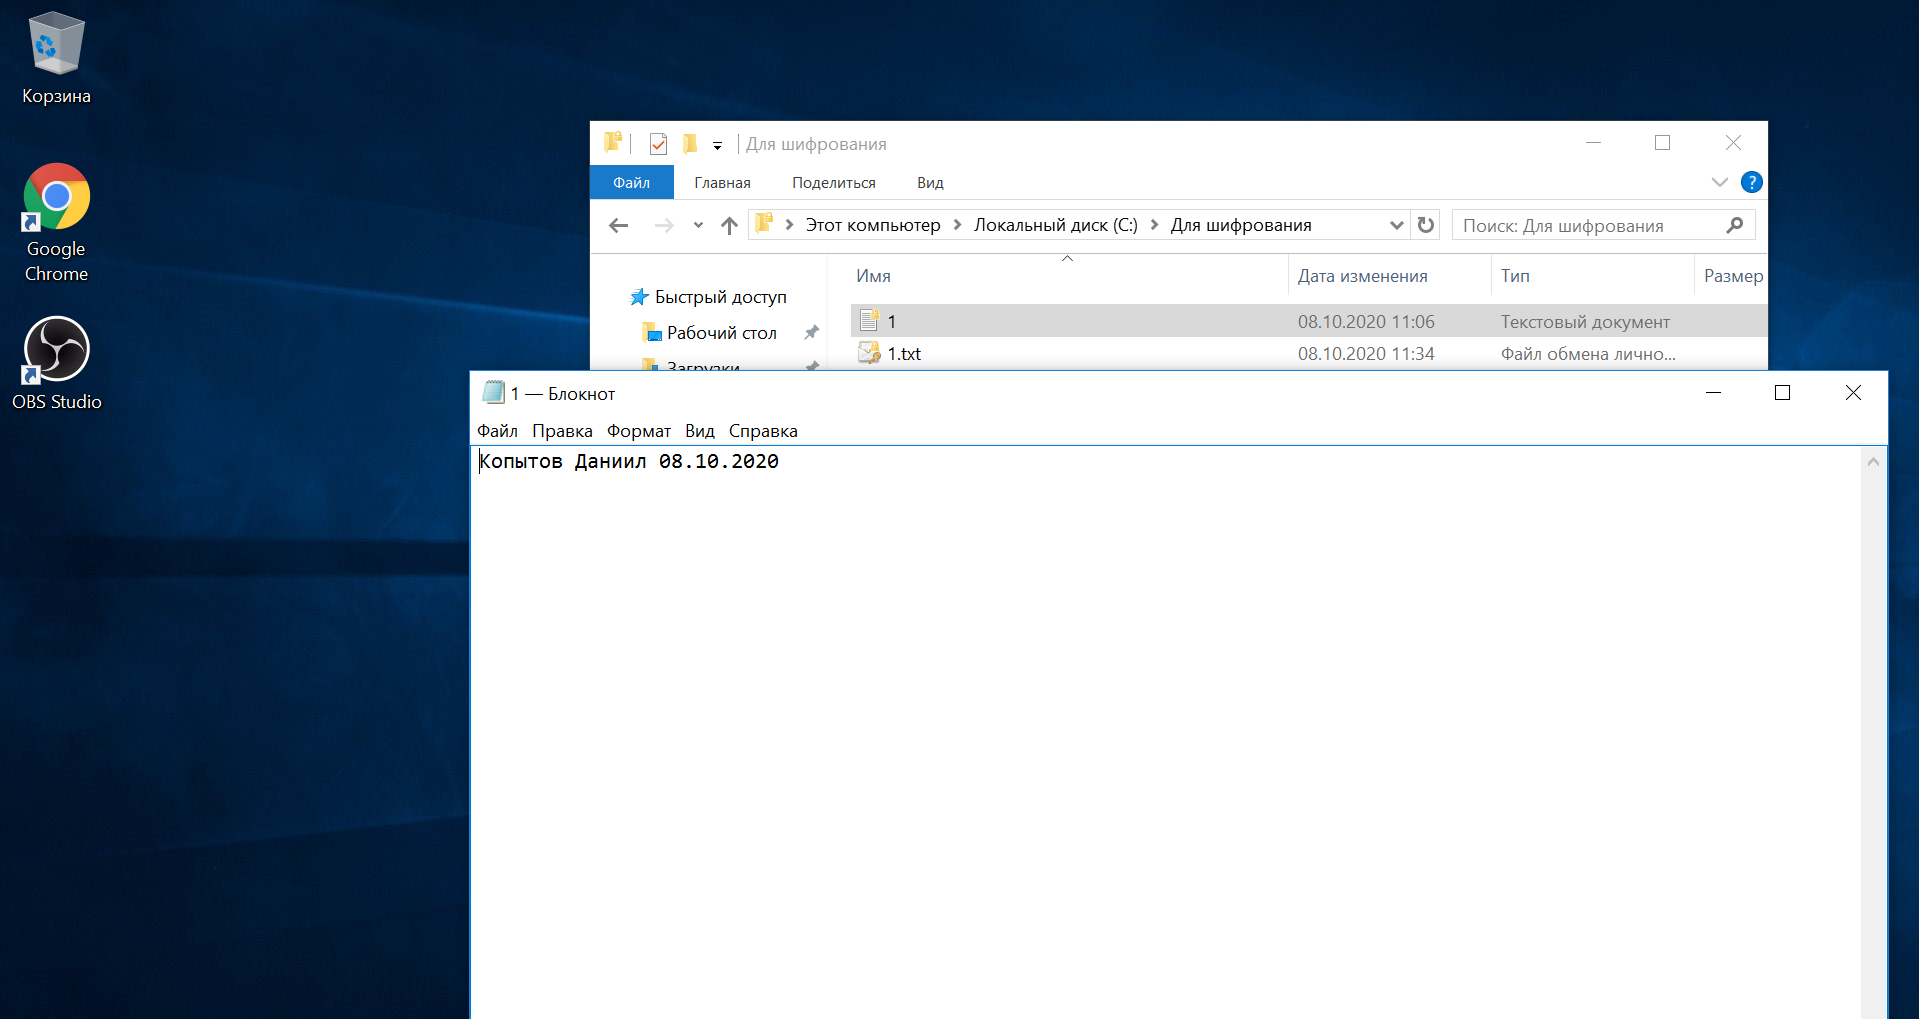 Корзина
Google
Chrome
OBS Studio
Для шифрования
Файл Главная Поделиться Вид
Этот компьютер Локальный диск (C:) Для шифрования Поиск: Для шифрования
Имя Дата изменения Тип Размер
Быстрый доступ
Рабочий стол
Загрузки
1 08.10.2020 11:06 Текстовый документ
1.txt 08.10.2020 11:34 Файл обмена лично...
1 — Блокнот
Файл Правка Формат Вид Справка
Копытов Даниил 08.10.2020